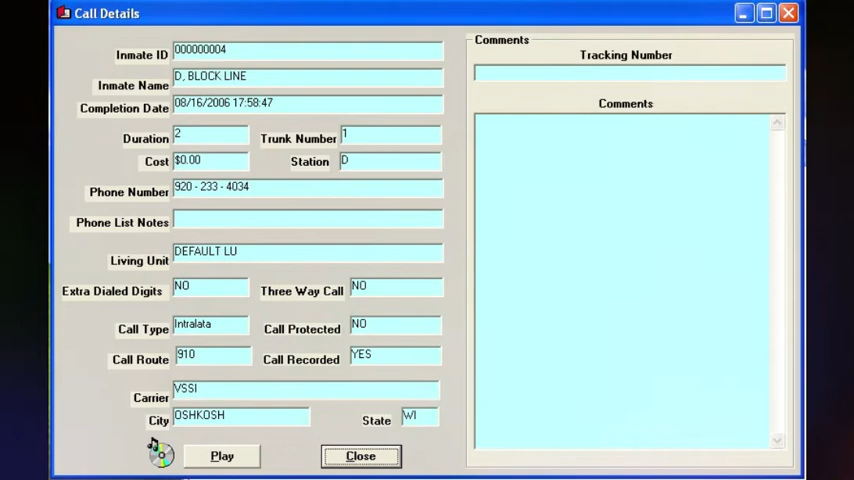 Call Details
Inmate ID 000000004
Inmate Name D, BLOCK LINE
Completion Date 08/16/2006 17:58:47
Duration 2 Trunk Number 1
Cost $0.00 Station D
Phone Number 920 - 233 - 4034
Phone List Notes
Living Unit DEFAULT LU
Extra Dialed Digits NO Three Way Call NO
Call Type Intralata Call Protected NO
Call Route 910 Call Recorded YES
Carrier VSSI
City OSHKOSH State WI
Play Close
Comments
Tracking Number
Comments